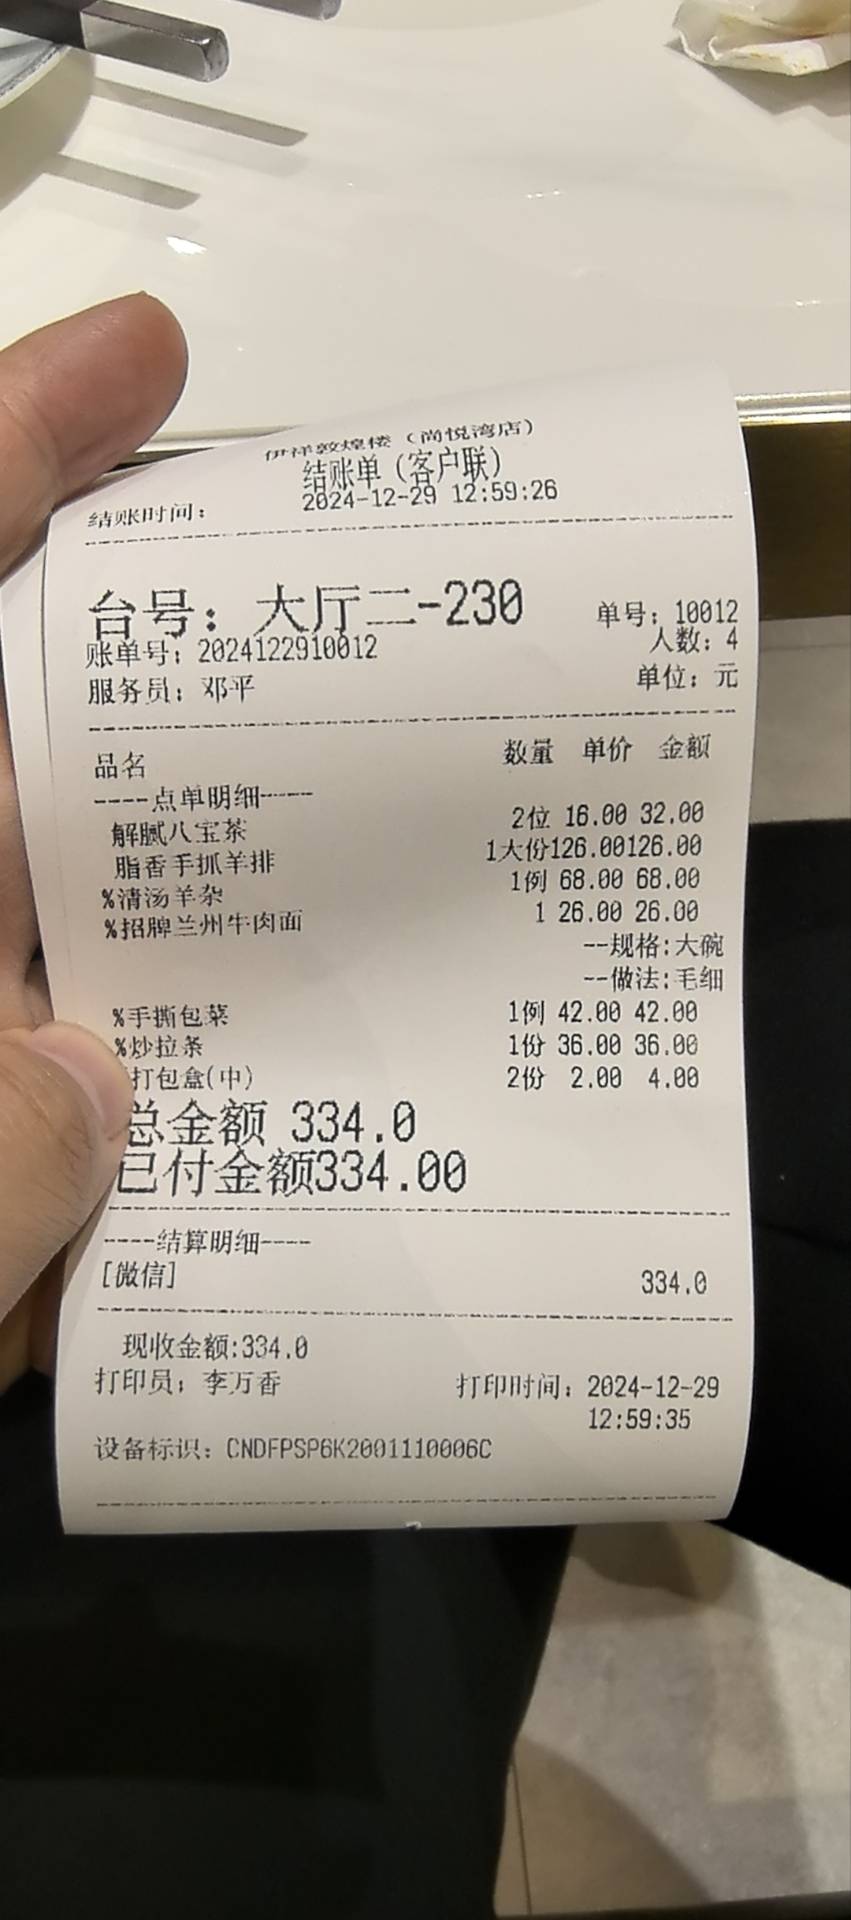 伊祥敦煌楼（尚悦湾店）
结账单（客户联）
结账时间： 2024-12-29 12:59:26
台号：大厅二-230 单号：10012
账单号：2024122910012 人数：4
服务员：邓平 单位：元
品名 数量 单价 金额
----点单明细----
解腻八宝茶 2位 16.00 32.00
脂香手抓羊排 1大份126.00126.00
%清汤羊杂 1例 68.00 68.00
%招牌兰州牛肉面 1 26.00 26.00
--规格:大碗
--做法:毛细
%手撕包菜 1例 42.00 42.00
%炒拉条 1份 36.00 36.00
打包盒(中) 2份 2.00 4.00
总金额 334.0
已付金额334.00
----结算明细----
[微信] 334.0
现收金额:334.0
打印员：李万香 打印时间：2024-12-29
12:59:35
设备标识：CNDFPSP6K2001110006C